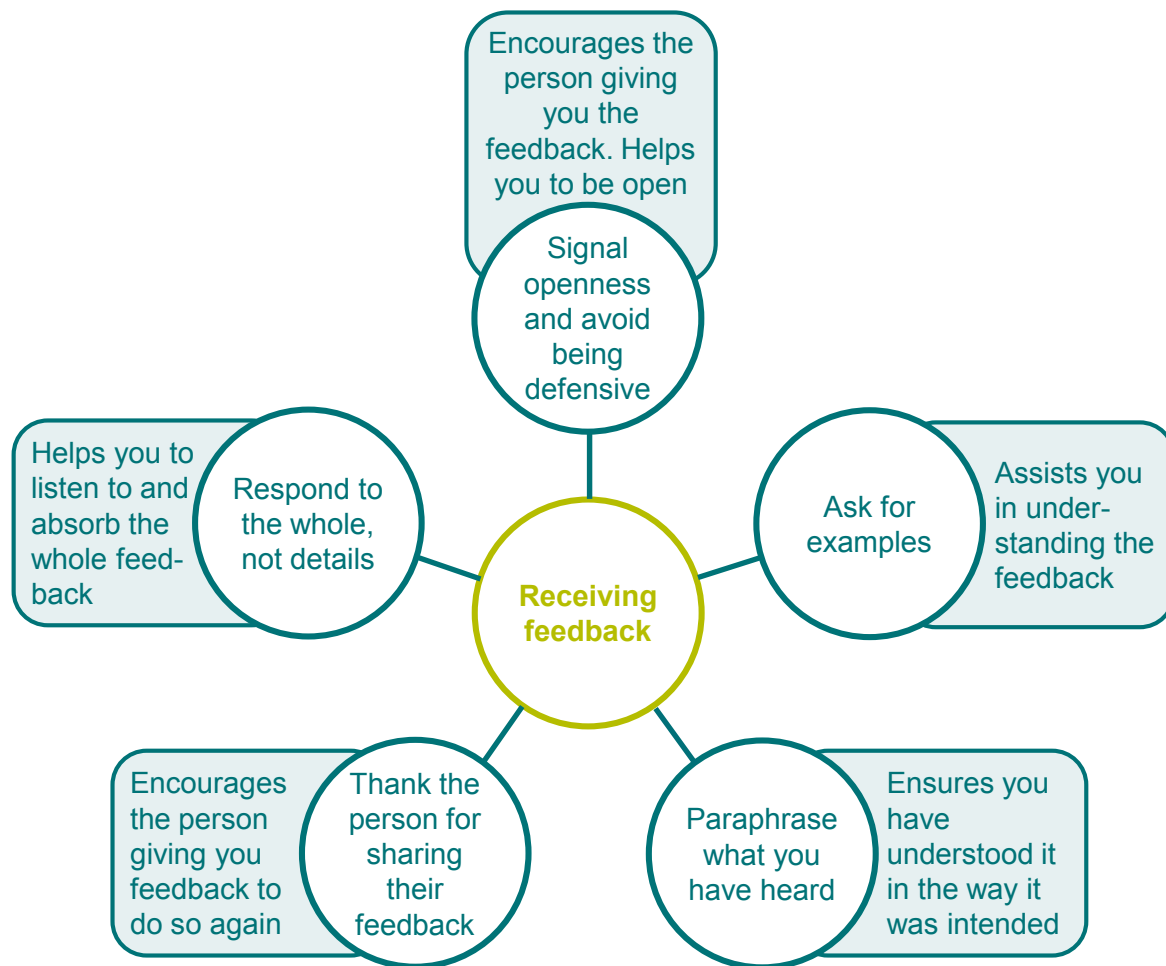 Encourages the
person giving
you the
feedback. Helps
you to be open
Signal
openness
and avoid
being
defensive
Helps you to
listen to and
absorb the
whole feed-
back
Respond to
the whole,
not details
Receiving
feedback
Ask for
examples
Assists you
in under-
standing the
feedback
Encourages
the person
giving you
feedback to
do so again
Thank the
person for
sharing
their
feedback
Paraphrase
what you
have heard
Ensures you
have
understood it
in the way it
was intended